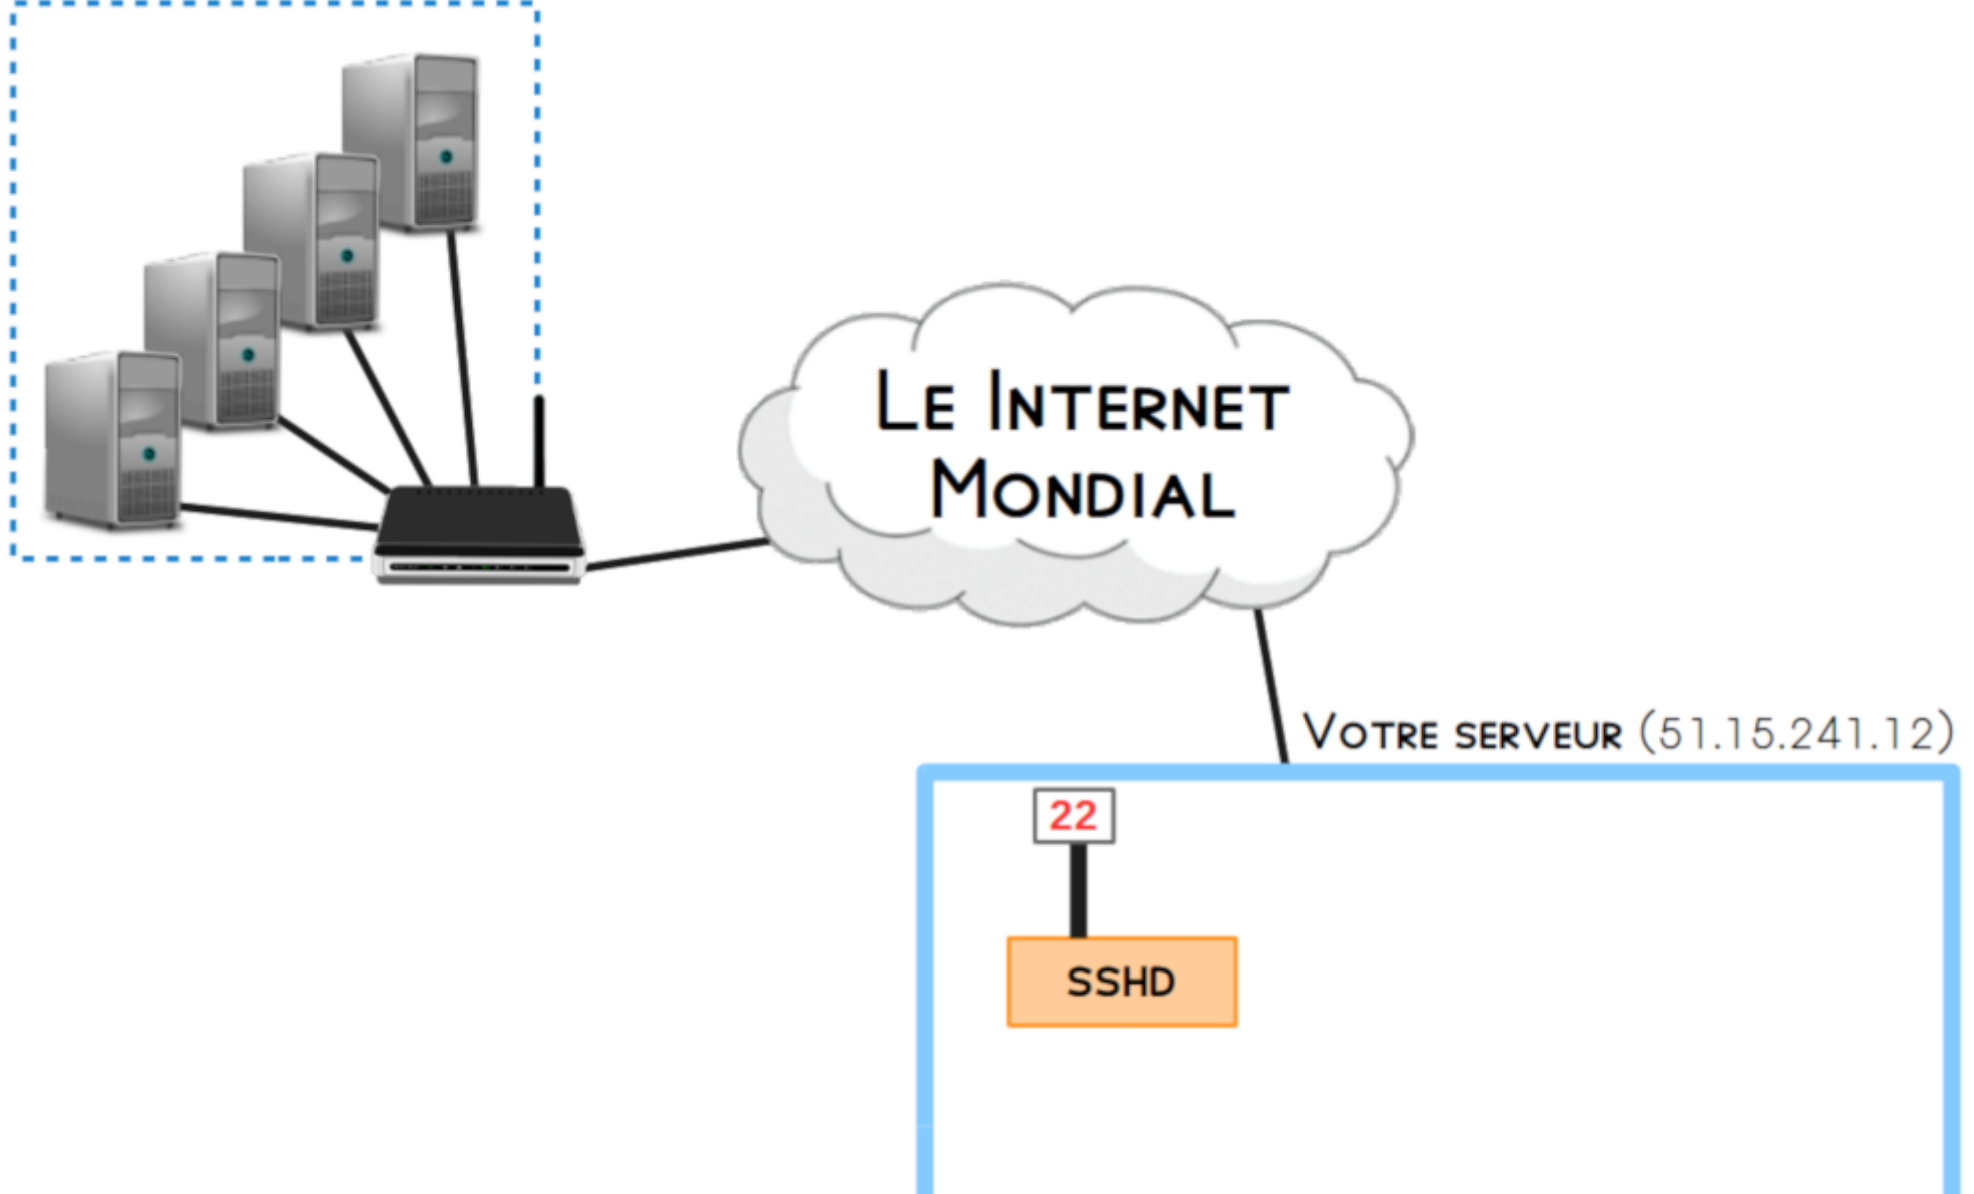 Le Internet
Mondial
Votre serveur (51.15.241.12)
22
SSHD